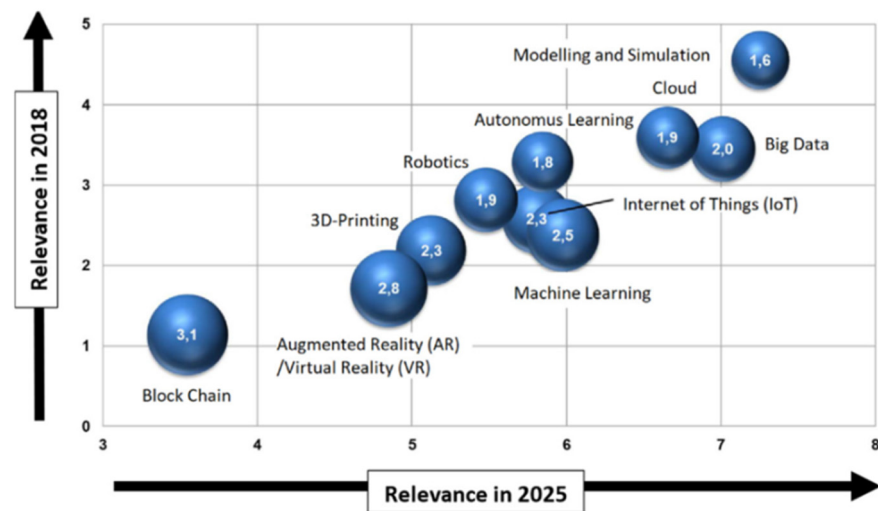 Relevance in 2018
5
4
3
2
1
0
Modelling and Simulation
1,6
Cloud
Autonomus Learning
1,9
2,0
Big Data
Robotics
1,8
1,9
Internet of Things (IoT)
3D-Printing
2,3
2,5
2,3
Machine Learning
2,8
Augmented Reality (AR)
/Virtual Reality (VR)
3,1
Block Chain
3
4
5
6
7
8
Relevance in 2025